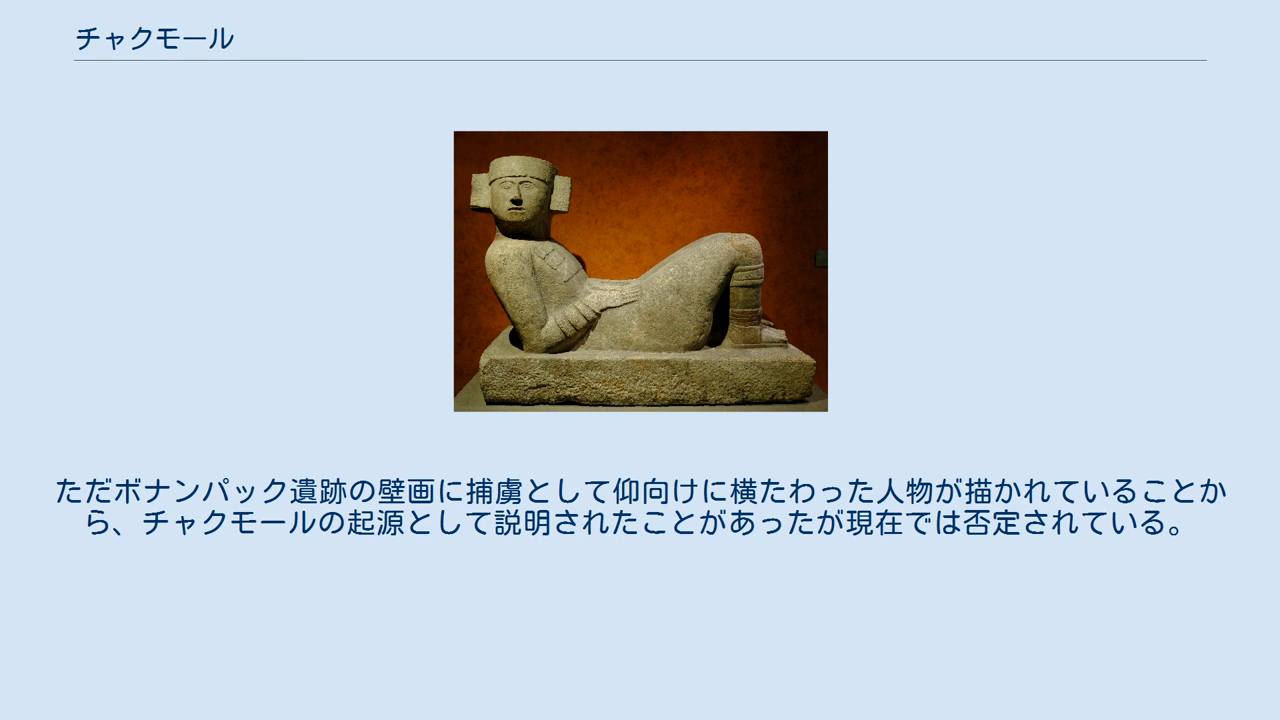 チャクモール
ただボナンパック遺跡の壁画に捕虜として仰向けに横たわった人物が描かれていることか
ら、チャクモールの起源として説明されたことがあったが現在では否定されている。